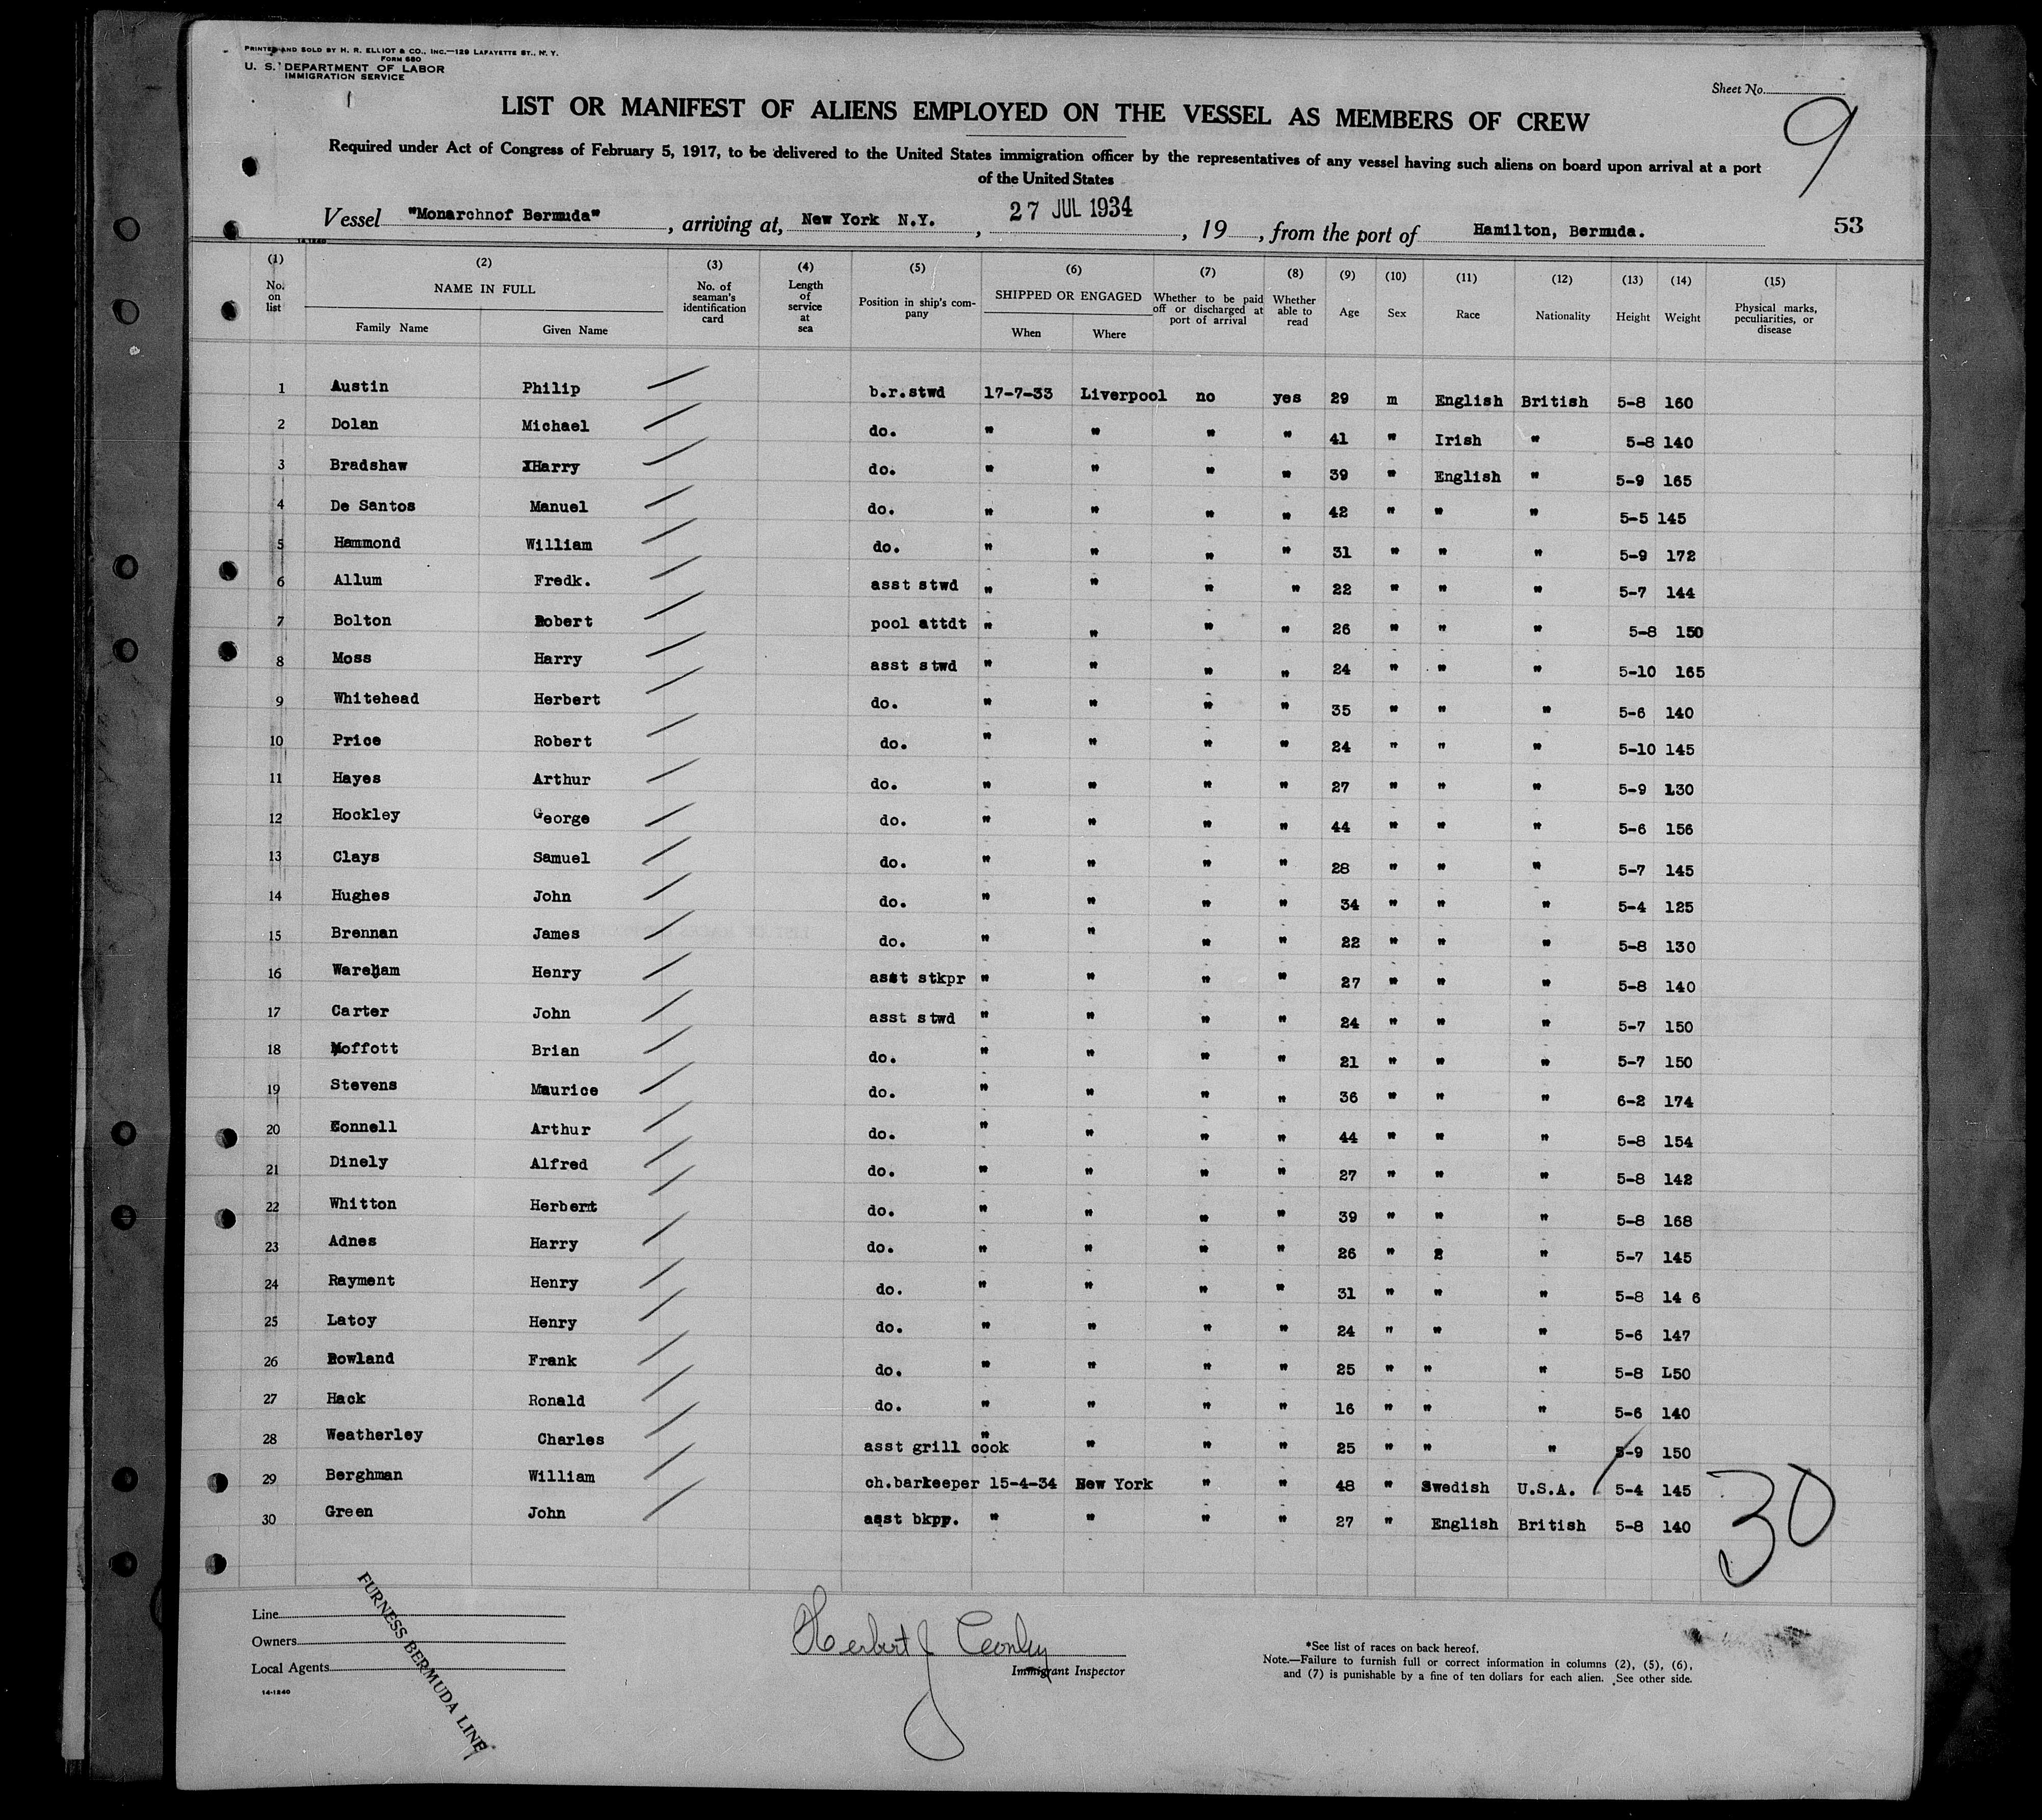 PRINTED AND SOLD BY H. R. ELLIOT & CO., INC.—129 LAFAYETTE ST., N. Y.
FORM 680
U. S. DEPARTMENT OF LABOR
IMMIGRATION SERVICE
Sheet No.
9
LIST OR MANIFEST OF ALIENS EMPLOYED ON THE VESSEL AS MEMBERS OF CREW
Required under Act of Congress of February 5, 1917, to be delivered to the United States immigration officer by the representatives of any vessel having such aliens on board upon arrival at a port
of the United States
Vessel "Monarchnof Bermuda", arriving at, New York N.Y., 27 JUL 1934, 19, from the port of Hamilton, Bermuda. 53
14-1240
(1) (2) (3) (4) (5) (6) (7) (8) (9) (10) (11) (12) (13) (14) (15)
No. on list NAME IN FULL Family Name Given Name No. of seaman's identification card Length of service at sea Position in ship's company SHIPPED OR ENGAGED When Where Whether to be paid off or discharged at port of arrival Whether able to read Age Sex Race Nationality Height Weight Physical marks, peculiarities, or disease
1 Austin Philip b.r.stwd 17-7-33 Liverpool no yes 29 m English British 5-8 160
2 Dolan Michael do. " " " " 41 " Irish " 5-8 140
3 Bradshaw Harry do. " " " " 39 " English " 5-9 165
4 De Santos Manuel do. " " " " 42 " " " 5-5 145
5 Hammond William do. " " " " 31 " " " 5-9 172
6 Allum Fredk. asst stwd " " " " 22 " " " 5-7 144
7 Bolton Robert pool attdt " " " " 26 " " " 5-8 150
8 Moss Harry asst stwd " " " " 24 " " " 5-10 165
9 Whitehead Herbert do. " " " " 35 " " " 5-6 140
10 Price Robert do. " " " " 24 " " " 5-10 145
11 Hayes Arthur do. " " " " 27 " " " 5-9 130
12 Hockley George do. " " " " 44 " " " 5-6 156
13 Clays Samuel do. " " " " 28 " " " 5-7 145
14 Hughes John do. " " " " 34 " " " 5-4 125
15 Brennan James do. " " " " 22 " " " 5-8 130
16 Wareham Henry asst stkpr " " " " 27 " " " 5-8 140
17 Carter John asst stwd " " " " 24 " " " 5-7 150
18 Moffott Brian do. " " " " 21 " " " 5-7 150
19 Stevens Maurice do. " " " " 36 " " " 6-2 174
20 Connell Arthur do. " " " " 44 " " " 5-8 154
21 Dinely Alfred do. " " " " 27 " " " 5-8 142
22 Whitton Herbert do. " " " " 39 " " " 5-8 168
23 Adnes Harry do. " " " " 26 " 2 " 5-7 145
24 Rayment Henry do. " " " " 31 " " " 5-8 14 6
25 Latoy Henry do. " " " " 24 " " " 5-6 147
26 Rowland Frank do. " " " " 25 " " " 5-8 L50
27 Hack Ronald do. " " " " 16 " " " 5-6 140
28 Weatherley Charles asst grill cook " " " " 25 " " " 5-9 150
29 Berghman William ch.barkeeper 15-4-34 New York " " 48 " Swedish U.S.A. 5-4 145
30 Green John asst bkpr. " " " " 27 " English British 5-8 140
30
Line
Owners
Local Agents
14-1240
FURNESS BERMUDA LINE
Herbert J
Immigrant Inspector
*See list of races on back hereof.
Note.—Failure to furnish full or correct information in columns (2), (5), (6),
and (7) is punishable by a fine of ten dollars for each alien. See other side.